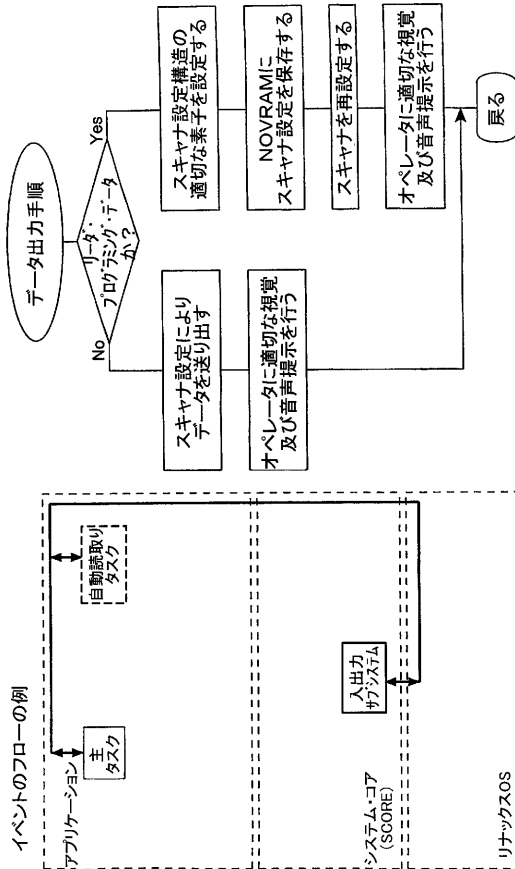 イベントのフローの例
アプリケーション
主
タスク
自動読取り
タスク
システム・コア
(SCORE)
入出力
サブシステム
リナックスOS
データ出力手順
リーダ・
プログラミング・データ
か?
No
Yes
スキャナ設定により
データを送り出す
オペレータに適切な視覚
及び音声提示を行う
スキャナ設定構造の
適切な素子を設定する
NOVRAMに
スキャナ設定を保存する
スキャナを再設定する
オペレータに適切な視覚
及び音声提示を行う
戻る